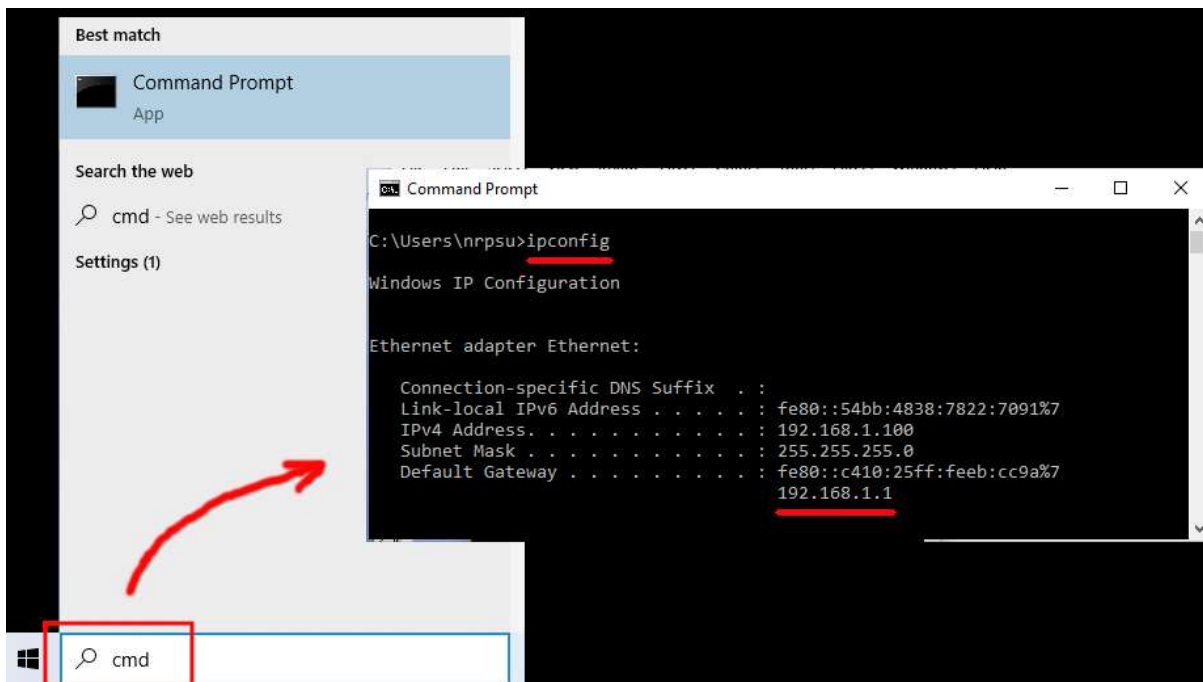 Best match
Command Prompt
App
Search the web
cmd - See web results
Settings (1)
Command Prompt
C:\Users\nrpsu>ipconfig
Windows IP Configuration
Ethernet adapter Ethernet:
Connection-specific DNS Suffix . :
Link-local IPv6 Address . . . . . : fe80::54bb:4838:7822:7091%7
IPv4 Address. . . . . . . . . . . : 192.168.1.100
Subnet Mask . . . . . . . . . . . : 255.255.255.0
Default Gateway . . . . . . . . . : fe80::c410:25ff:feeb:cc9a%7
192.168.1.1
cmd